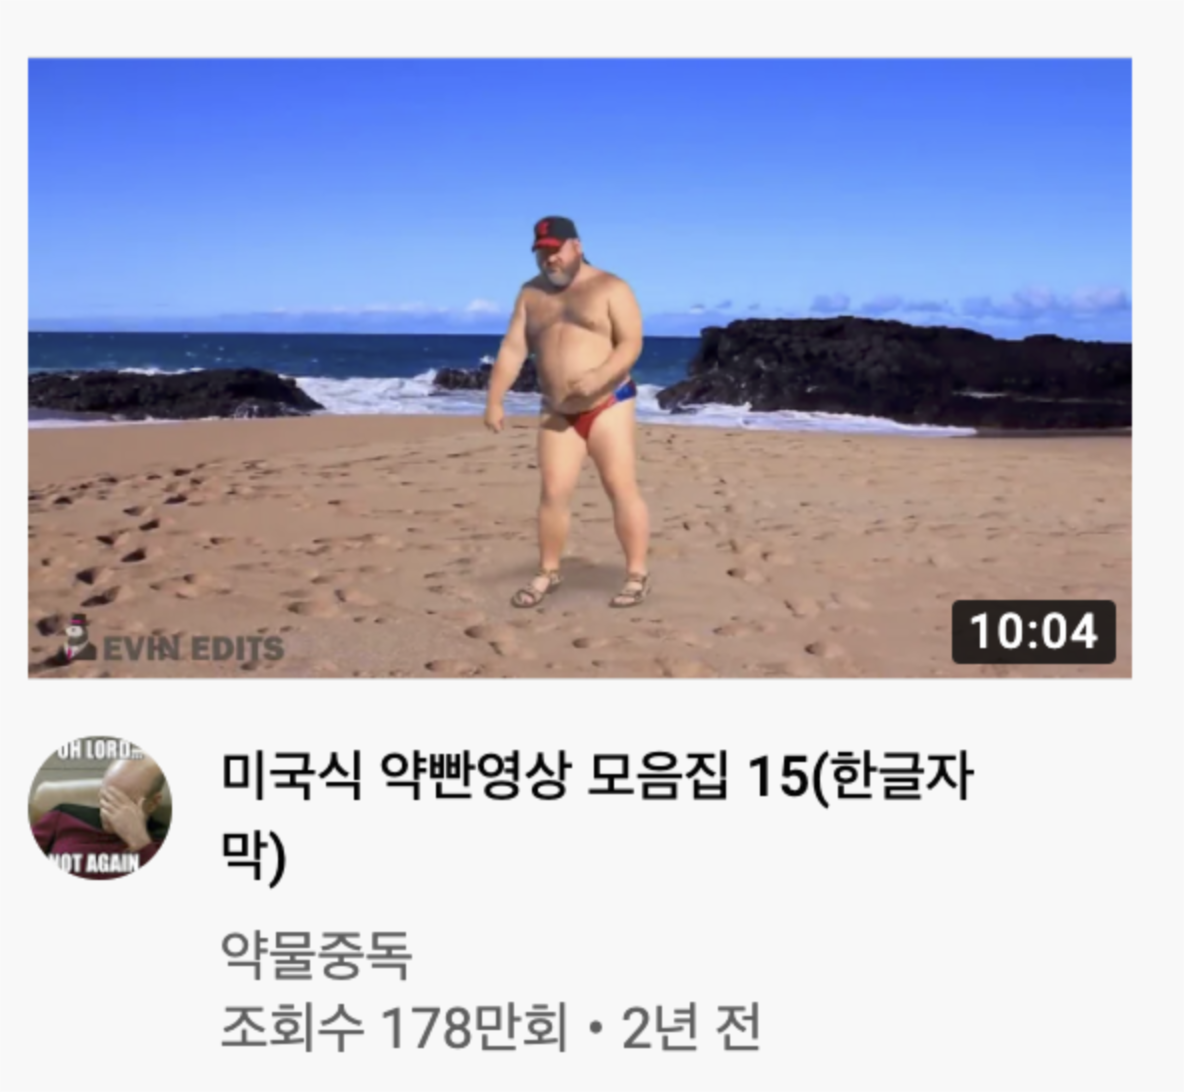 EVIN EDITS
10:04
OH LORD...
NOT AGAIN
미국식 약빤영상 모음집 15(한글자
막)
약물중독
조회수 178만회 • 2년 전